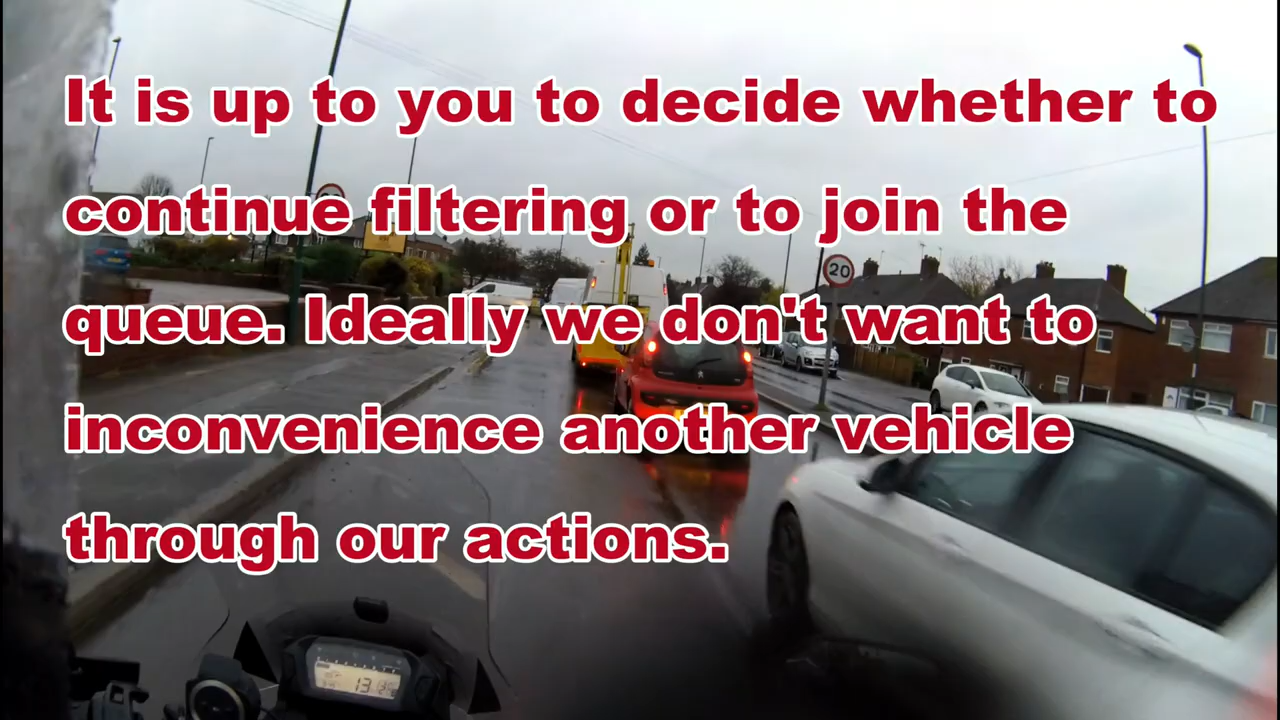 It is up to you to decide whether to
continue filtering or to join the
queue. Ideally we don't want to
inconvenience another vehicle
through our actions.
20